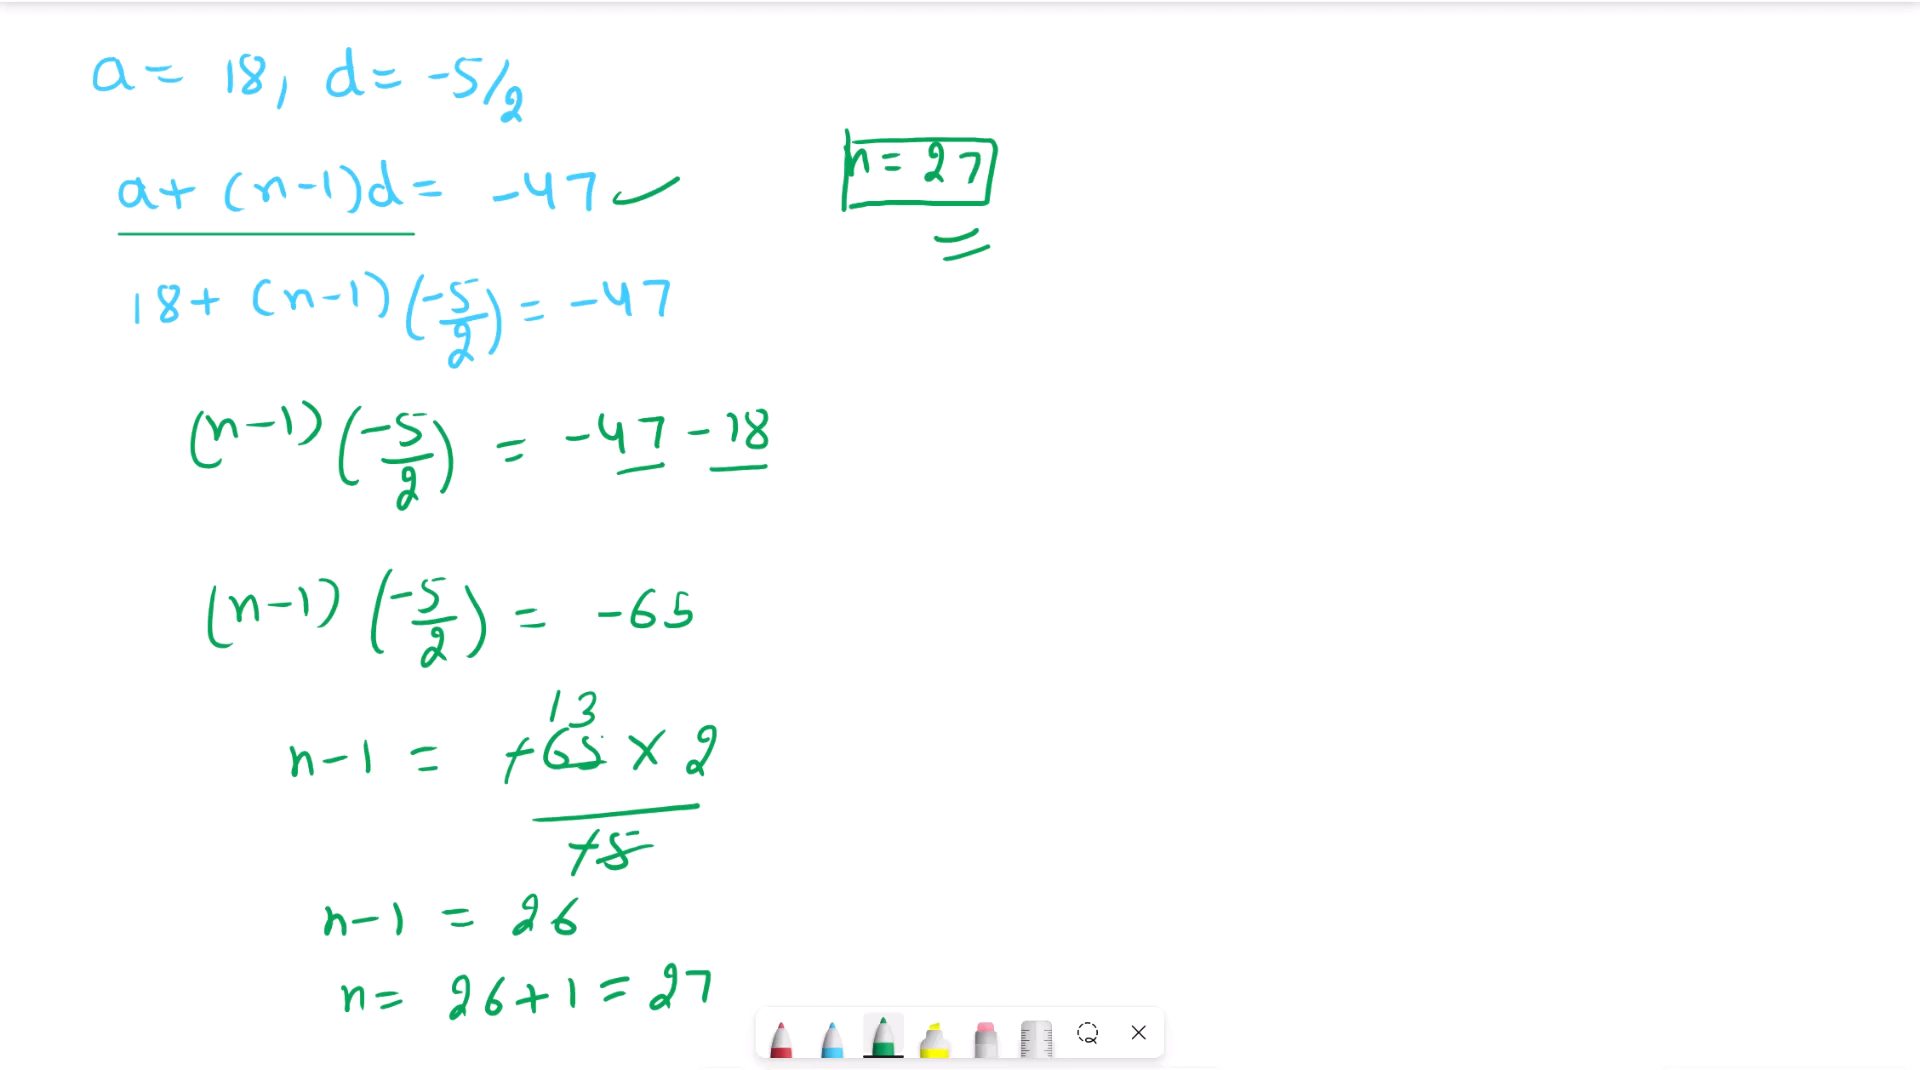 a = 18, d = -5/2
a + (n-1)d = -47 ✓
n = 27
18 + (n-1)(-5/2) = -47
(n-1)(-5/2) = -47 - 18
(n-1)(-5/2) = -65
13
n-1 = -65 × 2
-5
n-1 = 26
n = 26+1 = 27